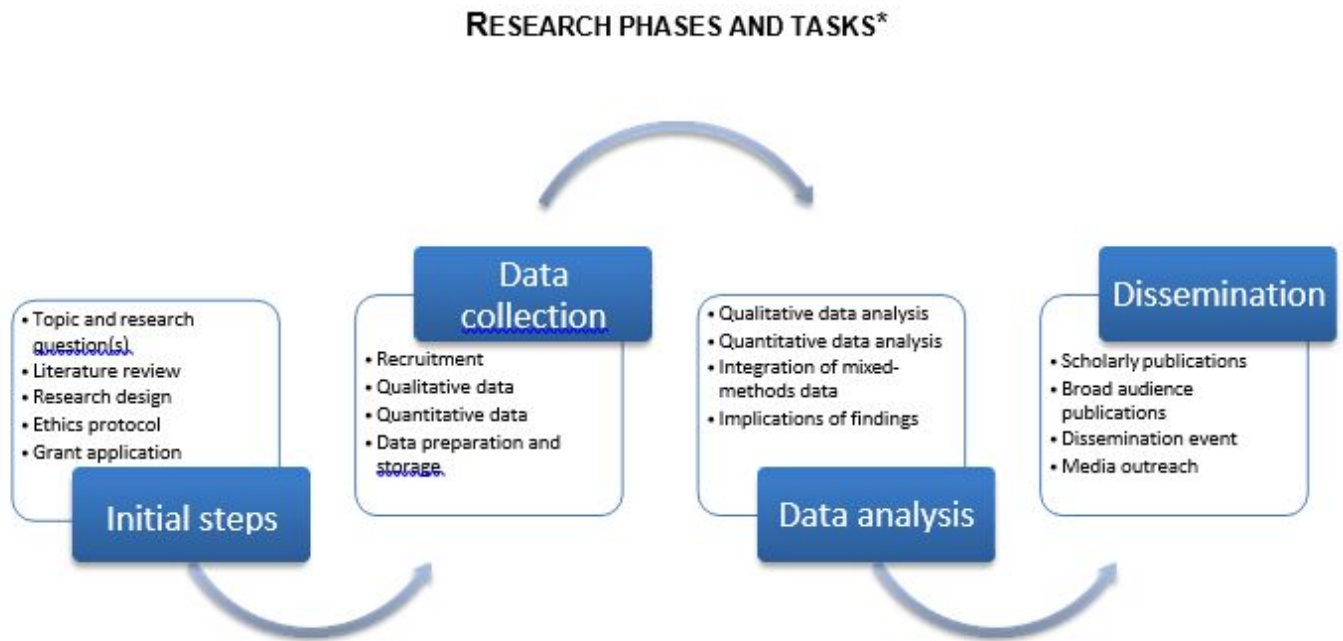 RESEARCH PHASES AND TASKS*
• Topic and research
question(s)
• Literature review
• Research design
• Ethics protocol
• Grant application
Initial steps
Data
collection
• Recruitment
• Qualitative data
• Quantitative data
• Data preparation and
storage
• Qualitative data analysis
• Quantitative data analysis
• Integration of mixed-
methods data
• Implications of findings
Data analysis
Dissemination
• Scholarly publications
• Broad audience
publications
• Dissemination event
• Media outreach